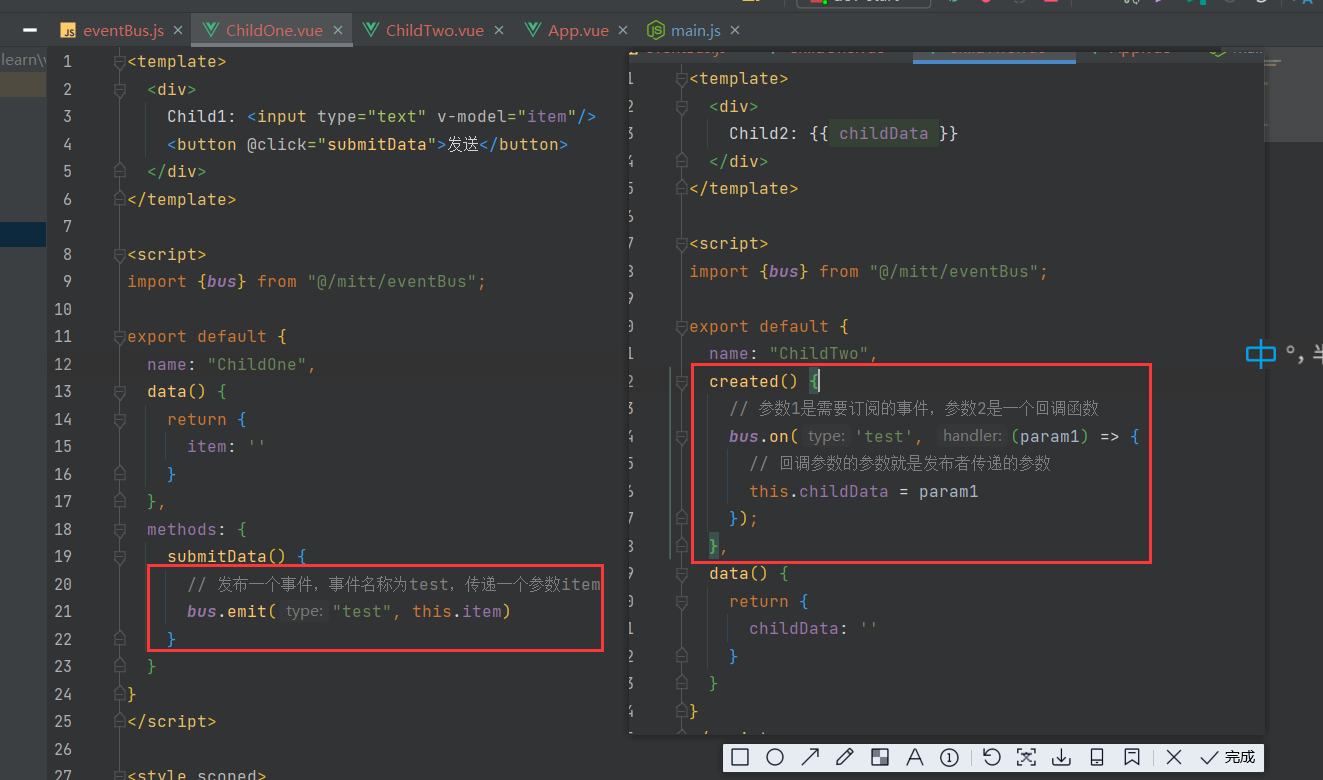 eventBus.js
ChildOne.vue
ChildTwo.vue
App.vue
main.js
learn\
1 <template>
2 <div>
3 Child1: <input type="text" v-model="item"/>
4 <button @click="submitData">发送</button>
5 </div>
6 </template>
7
8 <script>
9 import {bus} from "@/mitt/eventBus";
10
11 export default {
12 name: "ChildOne",
13 data() {
14 return {
15 item: ''
16 }
17 },
18 methods: {
19 submitData() {
20 // 发布一个事件，事件名称为test，传递一个参数item
21 bus.emit( type: "test", this.item)
22 }
23 }
24 }
25 </script>
26
27 <style scoped>
1 <template>
2 <div>
3 Child2: {{ childData }}
4 </div>
5 </template>
6
7 <script>
8 import {bus} from "@/mitt/eventBus";
9
0 export default {
1 name: "ChildTwo",
2 created() {
3 // 参数1是需要订阅的事件，参数2是一个回调函数
4 bus.on( type: 'test', handler: (param1) => {
5 // 回调参数的参数就是发布者传递的参数
6 this.childData = param1
7 });
8 },
9 data() {
0 return {
1 childData: ''
2 }
3 }
4 }
中 °, 半
完成